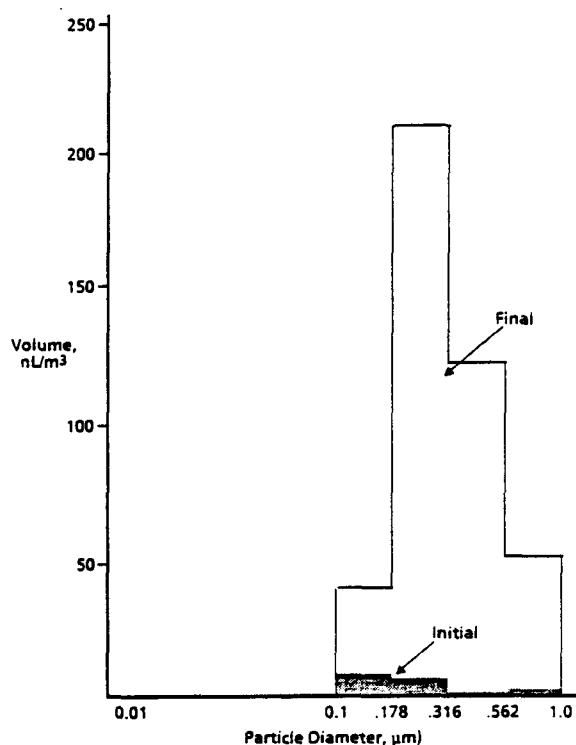 250
200
150
Volume,
nL/m3
100
50
Final
Initial
0.01 0.1 .178 .316 .562 1.0
Particle Diameter, μm)